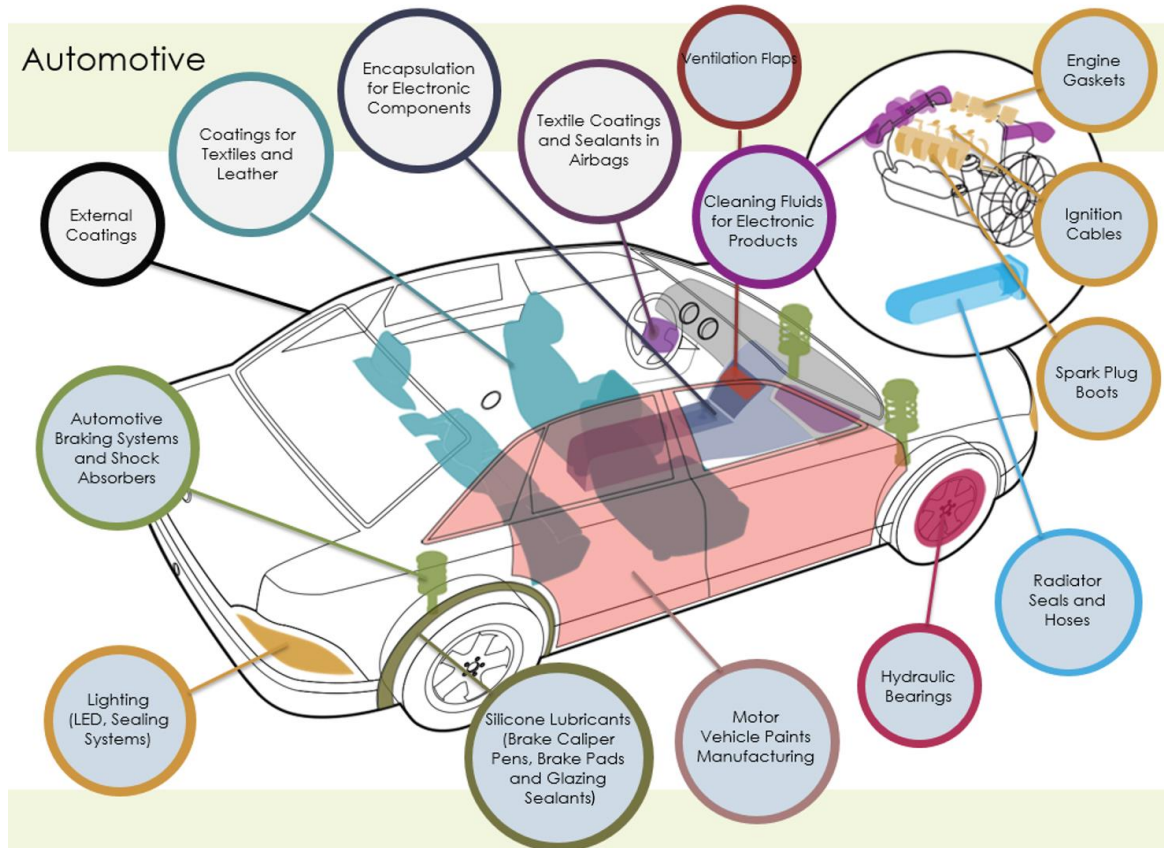 Automotive
External
Coatings
Coatings for
Textiles and
Leather
Encapsulation
for Electronic
Components
Textile Coatings
and Sealants in
Airbags
Ventilation Flaps
Cleaning Fluids
for Electronic
Products
Engine
Gaskets
Ignition
Cables
Spark Plug
Boots
Radiator
Seals and
Hoses
Hydraulic
Bearings
Motor
Vehicle Paints
Manufacturing
Silicone Lubricants
(Brake Caliper
Pens, Brake Pads
and Glazing
Sealants)
Lighting
(LED, Sealing
Systems)
Automotive
Braking Systems
and Shock
Absorbers